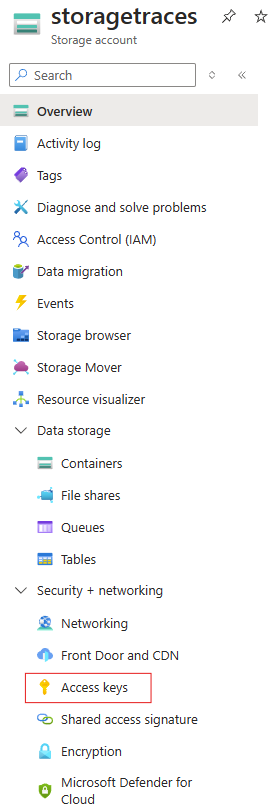 storagetraces
Storage account
Search
Overview
Activity log
Tags
Diagnose and solve problems
Access Control (IAM)
Data migration
Events
Storage browser
Storage Mover
Resource visualizer
Data storage
Containers
File shares
Queues
Tables
Security + networking
Networking
Front Door and CDN
Access keys
Shared access signature
Encryption
Microsoft Defender for
Cloud